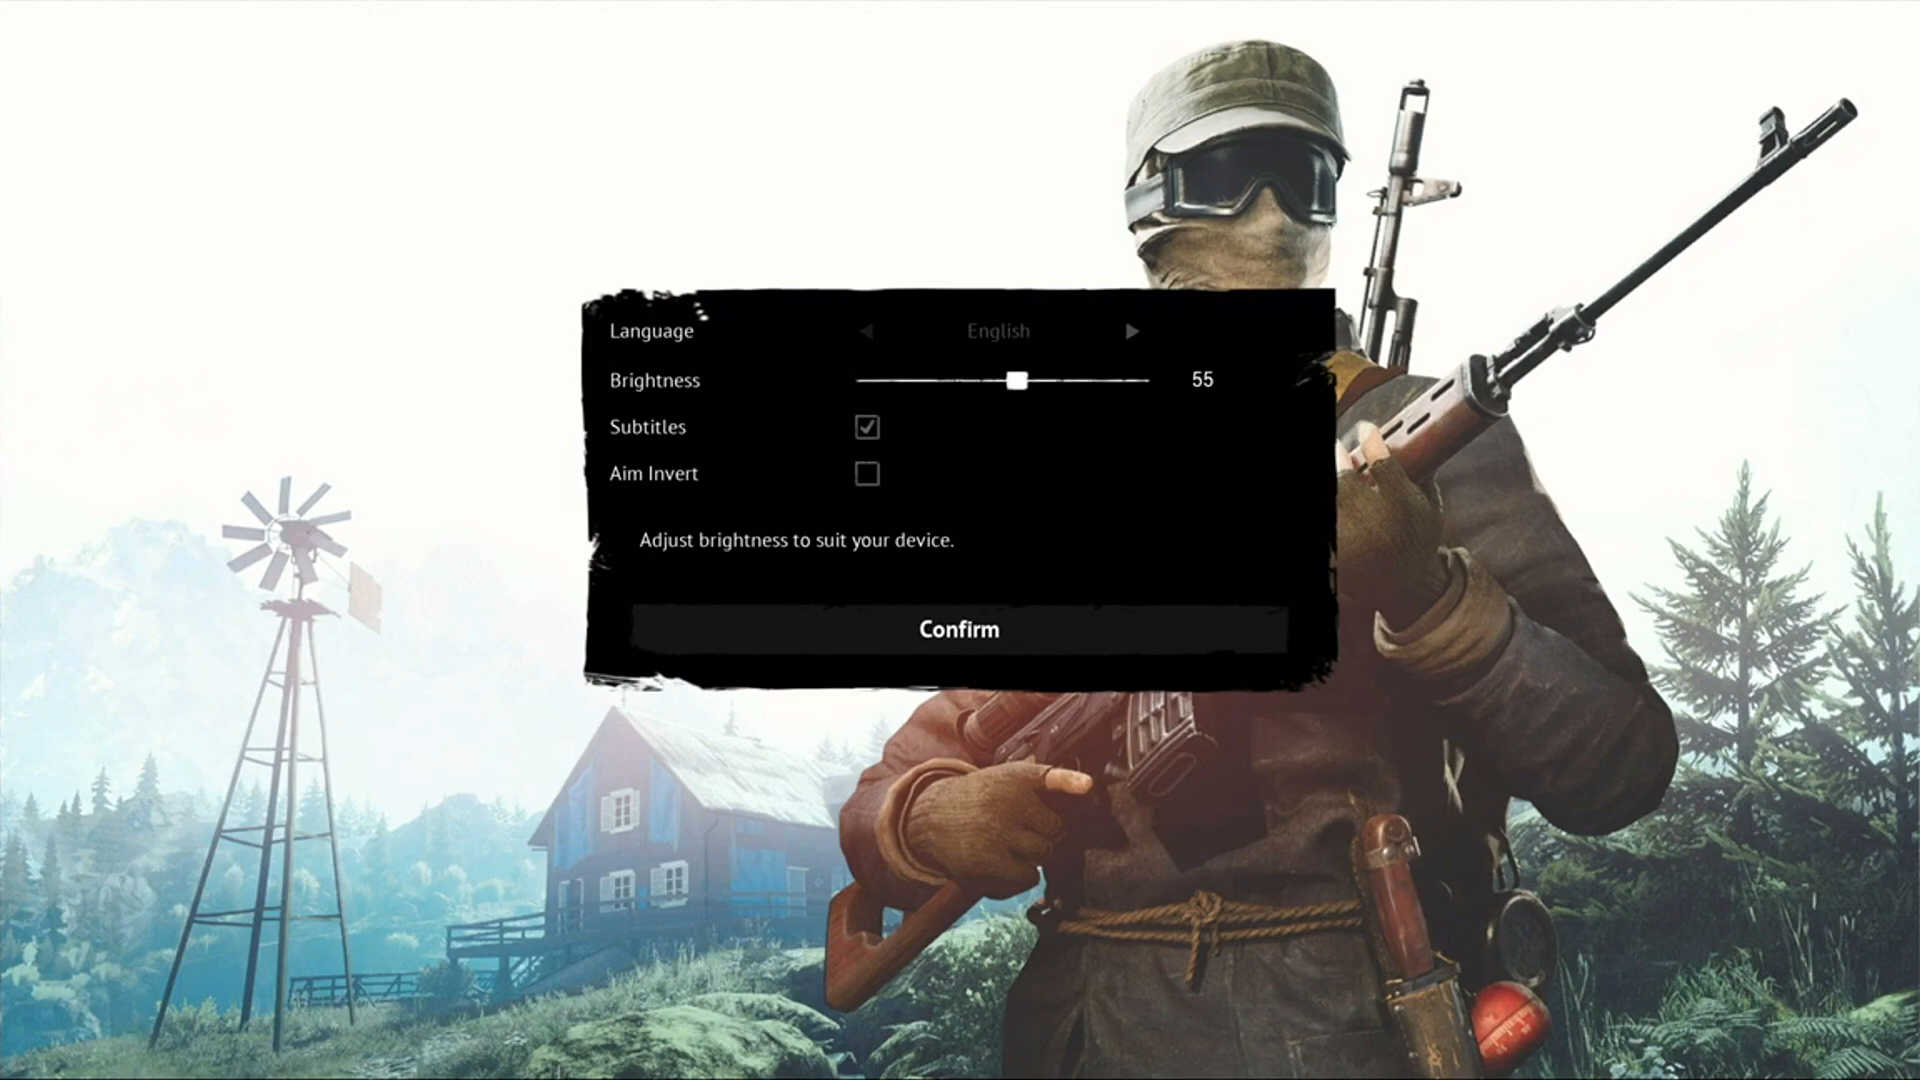 Language English
Brightness 55
Subtitles
Aim Invert
Adjust brightness to suit your device.
Confirm